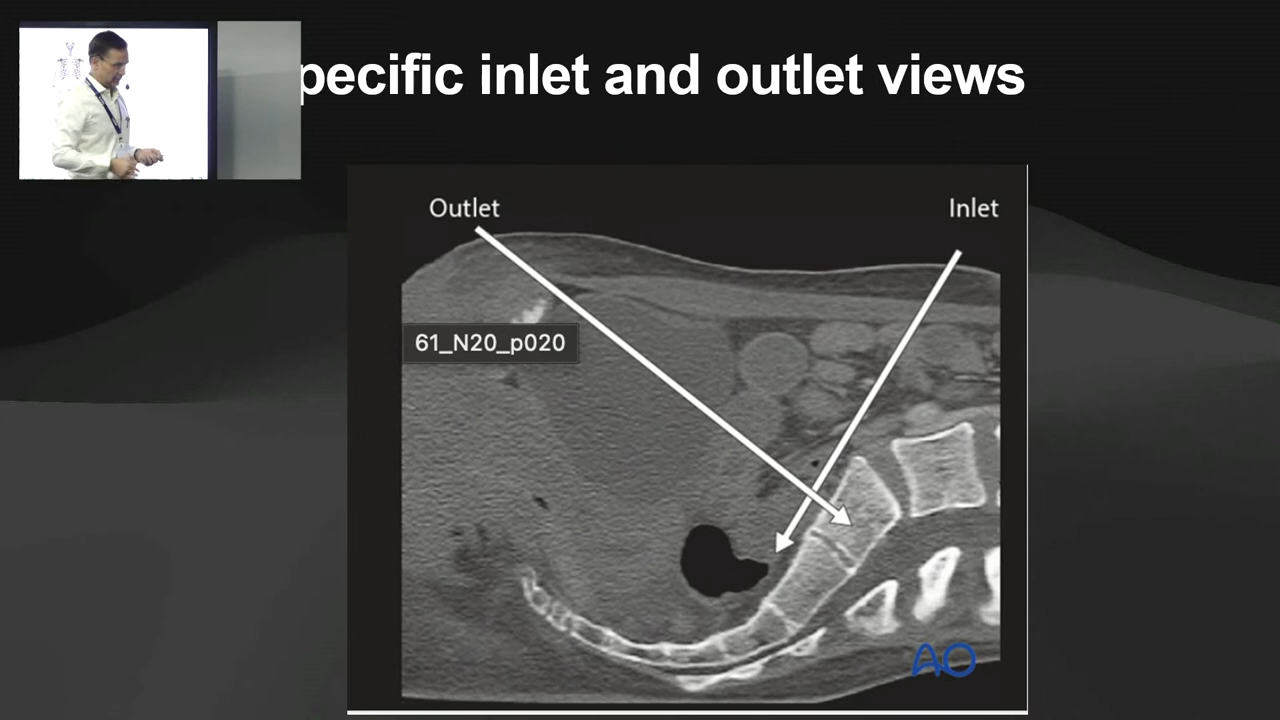 pecific inlet and outlet views
Outlet
Inlet
61_N20_p020
AO